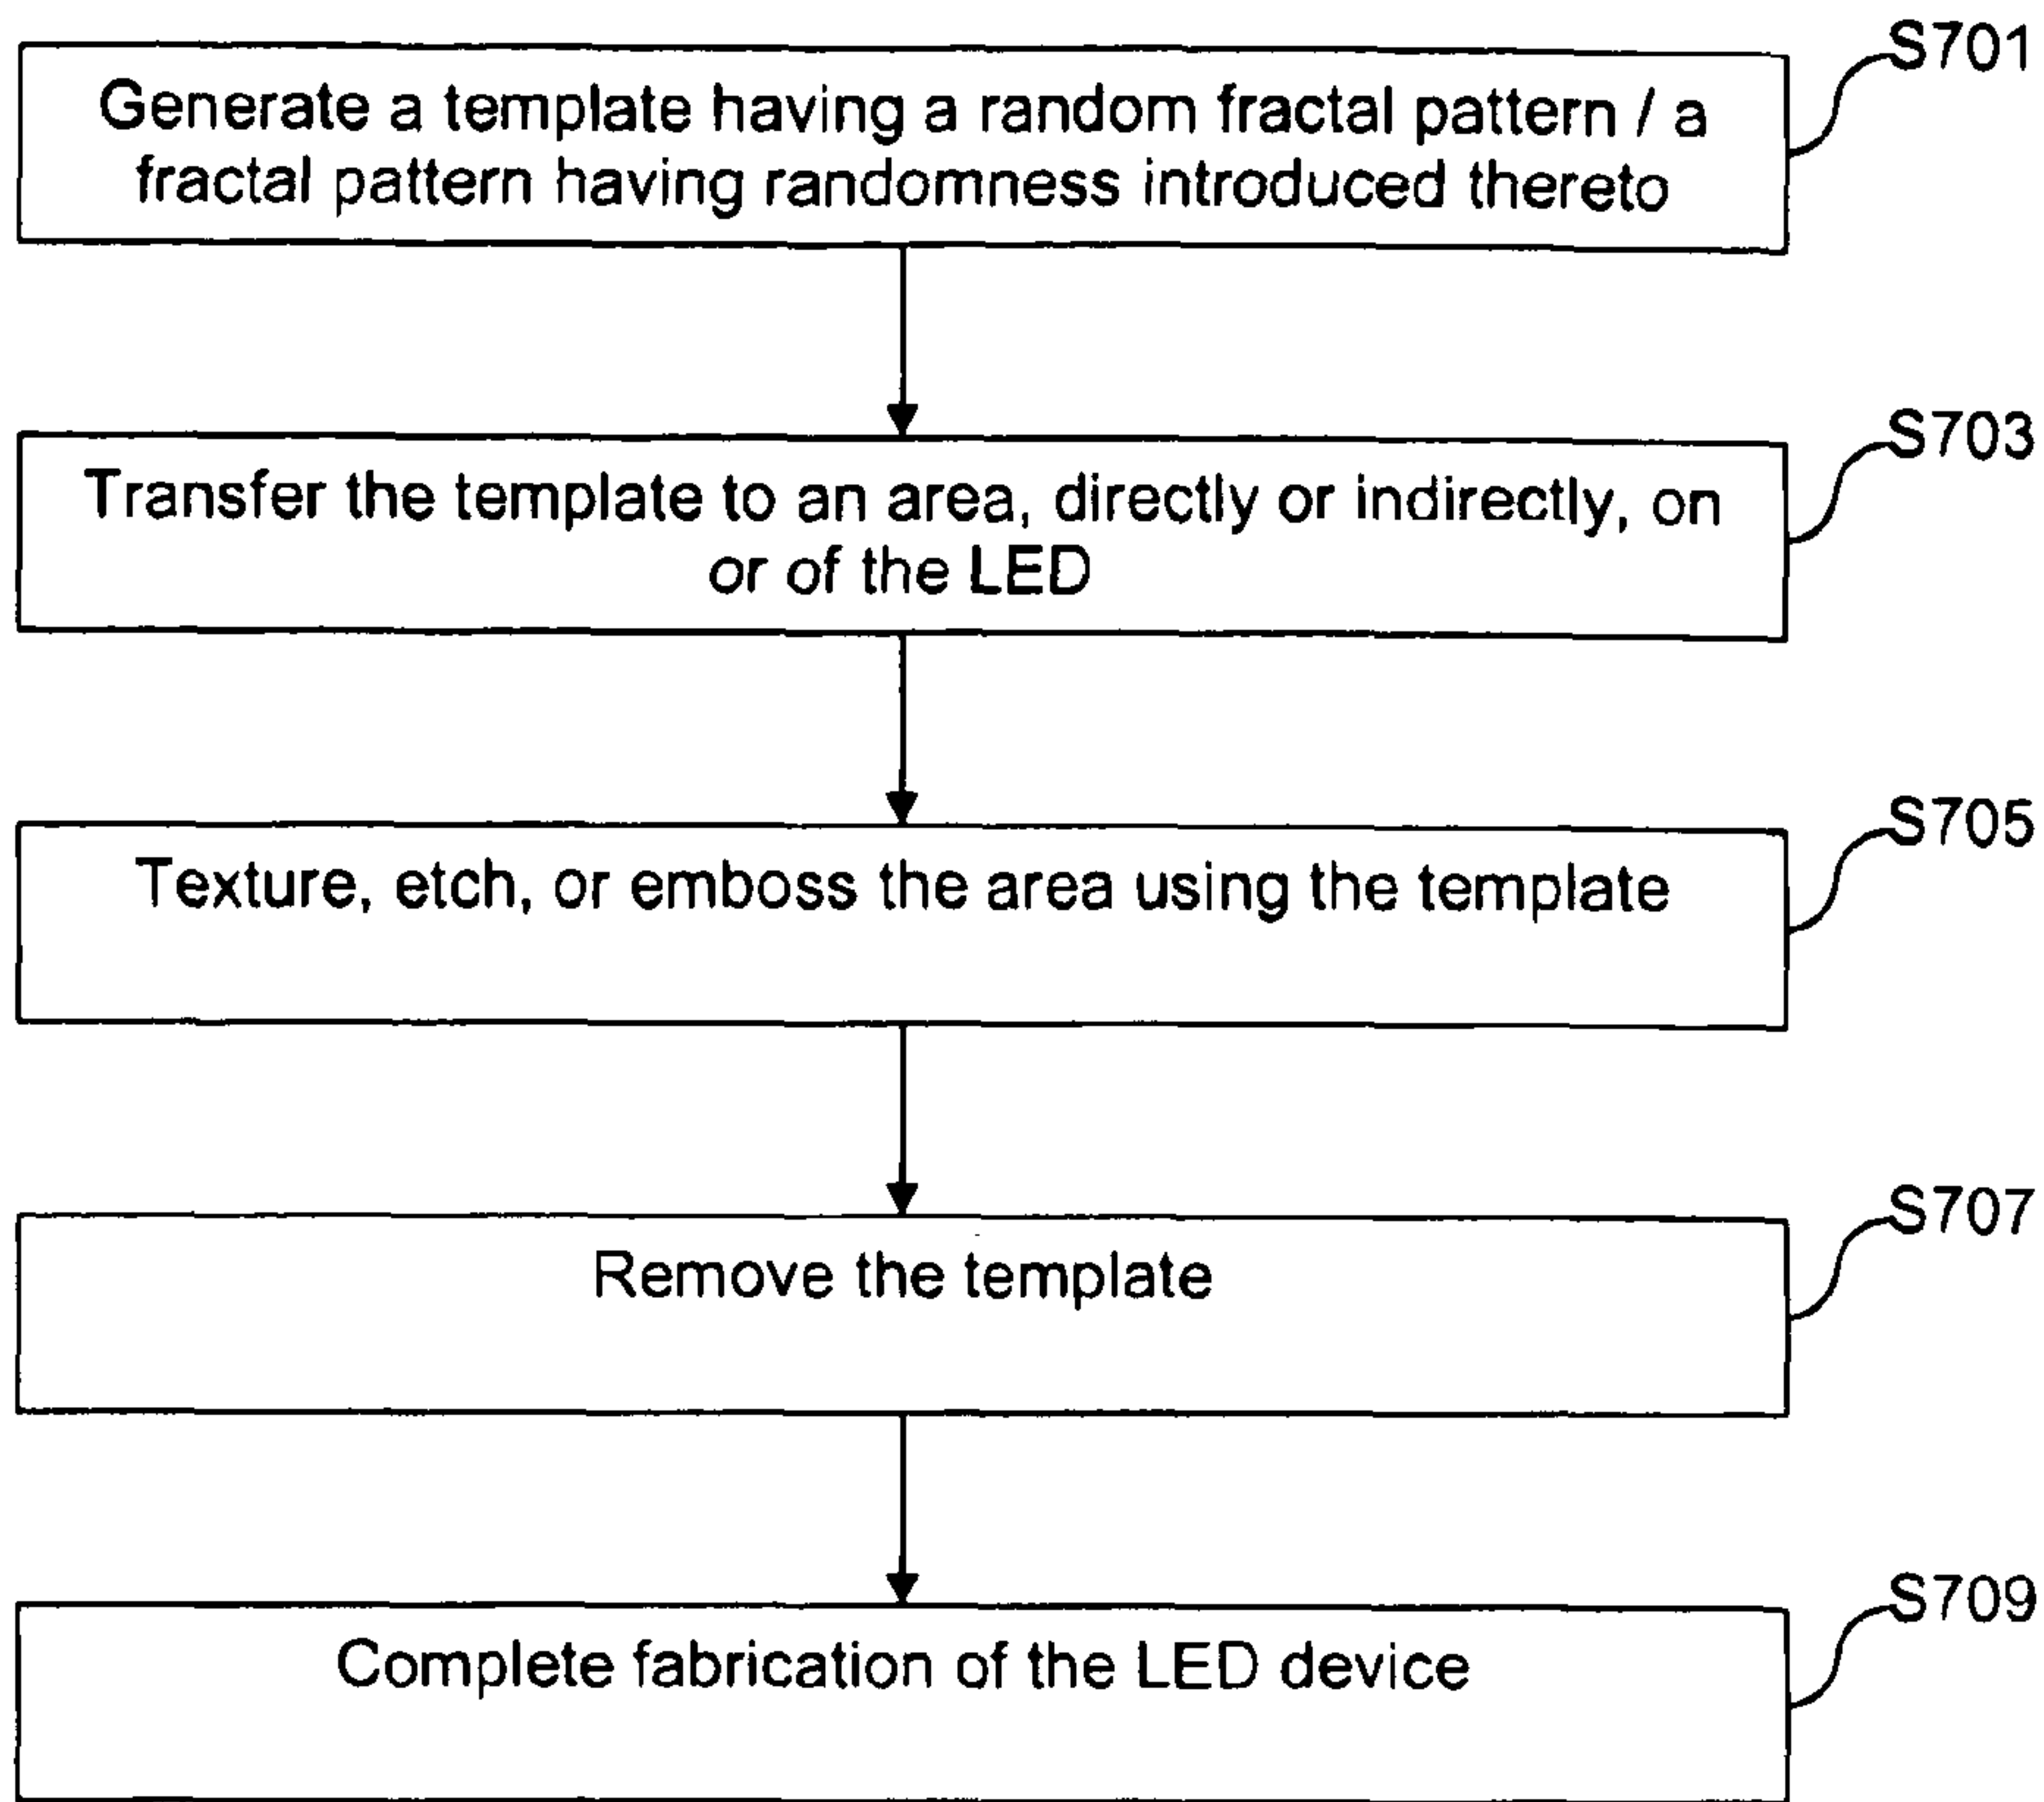 S701
Generate a template having a random fractal pattern / a
fractal pattern having randomness introduced thereto
S703
Transfer the template to an area, directly or indirectly, on
or of the LED
S705
Texture, etch, or emboss the area using the template
S707
Remove the template
S709
Complete fabrication of the LED device